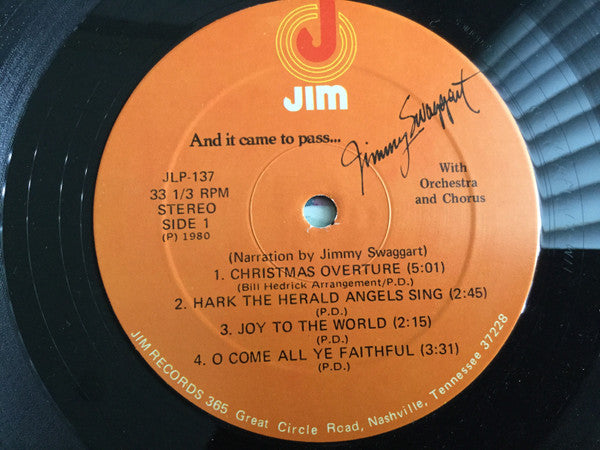 J
JIM
And it came to pass...
Jimmy Swaggart
With
Orchestra
and Chorus
JLP-137
33 1/3 RPM
STEREO
SIDE 1
(P) 1980
(Narration by Jimmy Swaggart)
1. CHRISTMAS OVERTURE (5:01)
(Bill Hedrick Arrangement/P.D.)
2. HARK THE HERALD ANGELS SING (2:45)
(P.D.)
3. JOY TO THE WORLD (2:15)
(P.D.)
4. O COME ALL YE FAITHFUL (3:31)
(P.D.)
JIM RECORDS 365 Great Circle Road, Nashville, Tennessee 37228